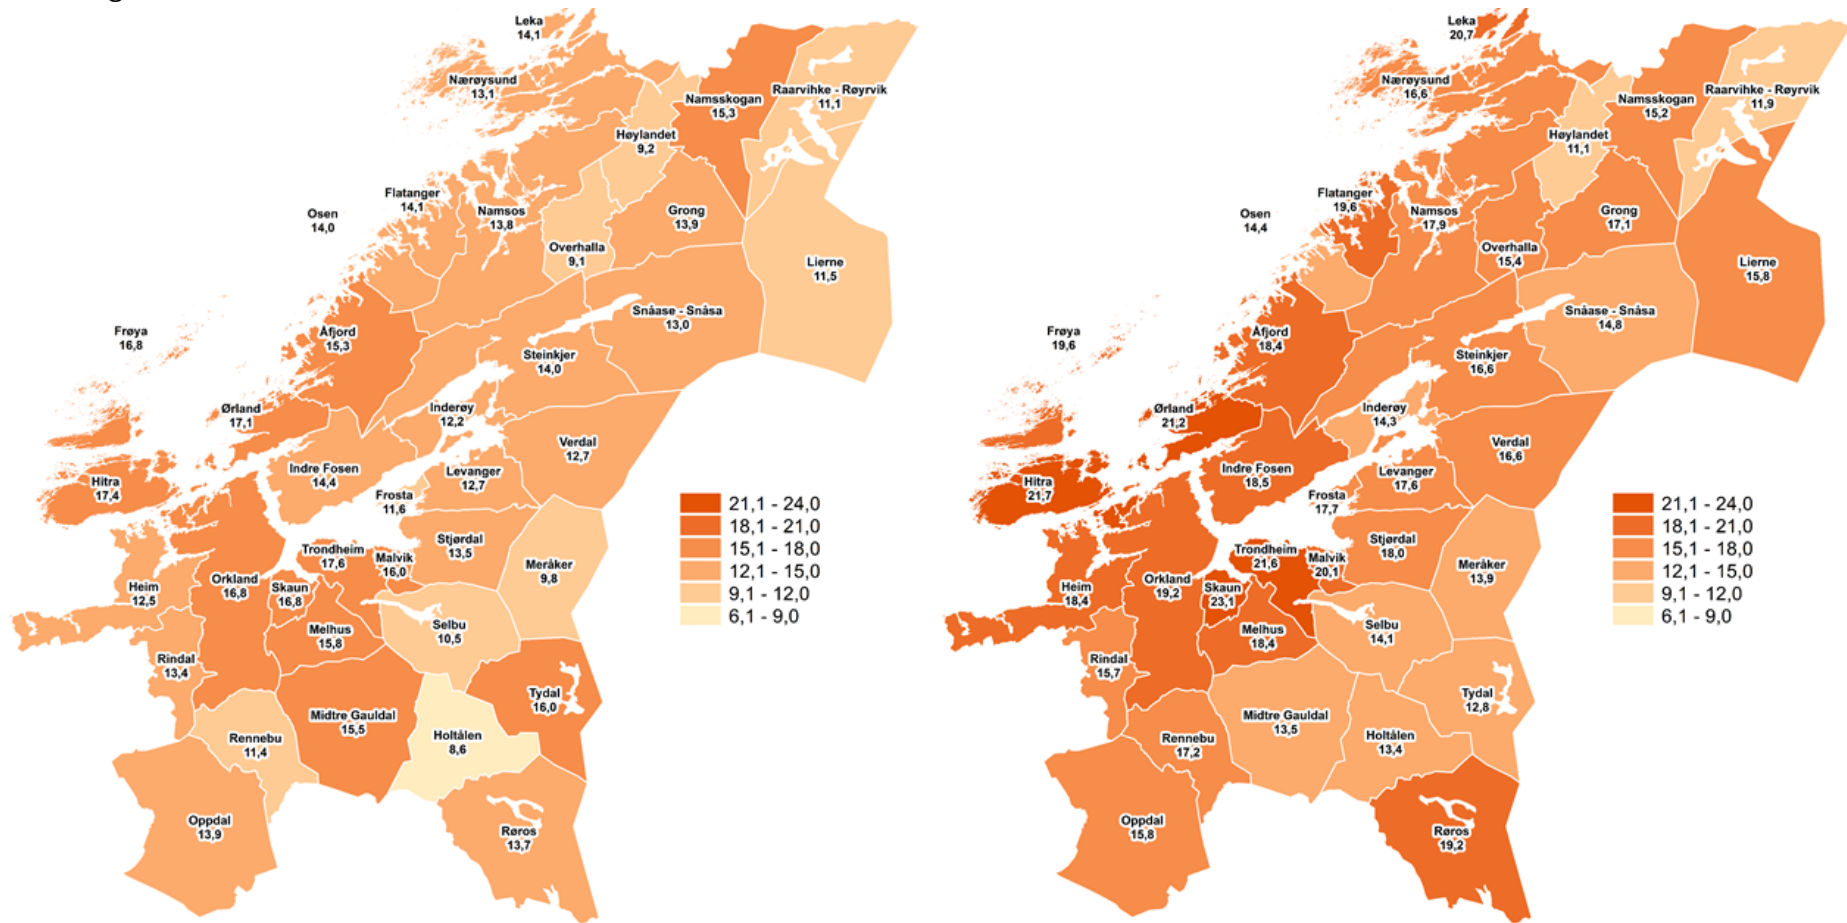 Leka
14,1
Nærøysund
13,1
Namsskogan
15,3
Raarvihke - Røyrvik
11,1
Høylandet
9,2
Flatanger
14,1
Osen
14,0
Namsos
13,8
Grong
13,9
Overhalla
9,1
Lierne
11,5
Snåase - Snåsa
13,0
Frøya
16,8
Åfjord
15,3
Steinkjer
14,0
Ørland
17,1
Inderøy
12,2
Verdal
12,7
Indre Fosen
14,4
Levanger
12,7
Hitra
17,4
Frosta
11,6
Stjørdal
13,5
Trondheim
17,6
Malvik
16,0
Meråker
9,8
Heim
12,5
Orkland
16,8
Skaun
16,8
Selbu
10,5
Melhus
15,8
Rindal
13,4
Tydal
16,0
Midtre Gauldal
15,5
Rennebu
11,4
Holtålen
8,6
Oppdal
13,9
Røros
13,7
21,1 - 24,0
18,1 - 21,0
15,1 - 18,0
12,1 - 15,0
9,1 - 12,0
6,1 - 9,0
Leka
20,7
Nærøysund
16,6
Namsskogan
15,2
Raarvihke - Røyrvik
11,9
Høylandet
11,1
Flatanger
19,6
Osen
14,4
Namsos
17,9
Grong
17,1
Overhalla
15,4
Lierne
15,8
Snåase - Snåsa
14,8
Frøya
19,6
Åfjord
18,4
Steinkjer
16,6
Ørland
21,2
Inderøy
14,3
Verdal
16,6
Indre Fosen
18,5
Levanger
17,6
Hitra
21,7
Frosta
17,7
Stjørdal
18,0
Trondheim
21,6
Malvik
20,1
Meråker
13,9
Heim
18,4
Orkland
19,2
Skaun
23,1
Selbu
14,1
Melhus
18,4
Rindal
15,7
Tydal
12,8
Midtre Gauldal
13,5
Rennebu
17,2
Holtålen
13,4
Oppdal
15,8
Røros
19,2
21,1 - 24,0
18,1 - 21,0
15,1 - 18,0
12,1 - 15,0
9,1 - 12,0
6,1 - 9,0